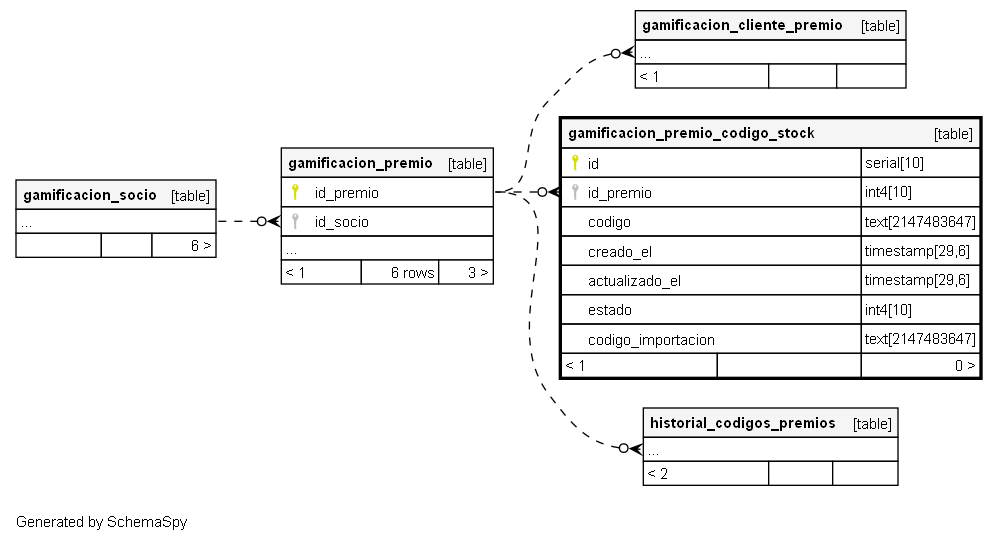 gamificacion_cliente_premio [table]
...
< 1
gamificacion_premio_codigo_stock [table]
id serial[10]
id_premio int4[10]
codigo text[2147483647]
creado_el timestamp[29,6]
actualizado_el timestamp[29,6]
estado int4[10]
codigo_importacion text[2147483647]
< 1 0 >
gamificacion_premio [table]
id_premio
id_socio
...
< 1 6 rows 3 >
gamificacion_socio [table]
...
6 >
historial_codigos_premios [table]
...
< 2
Generated by SchemaSpy